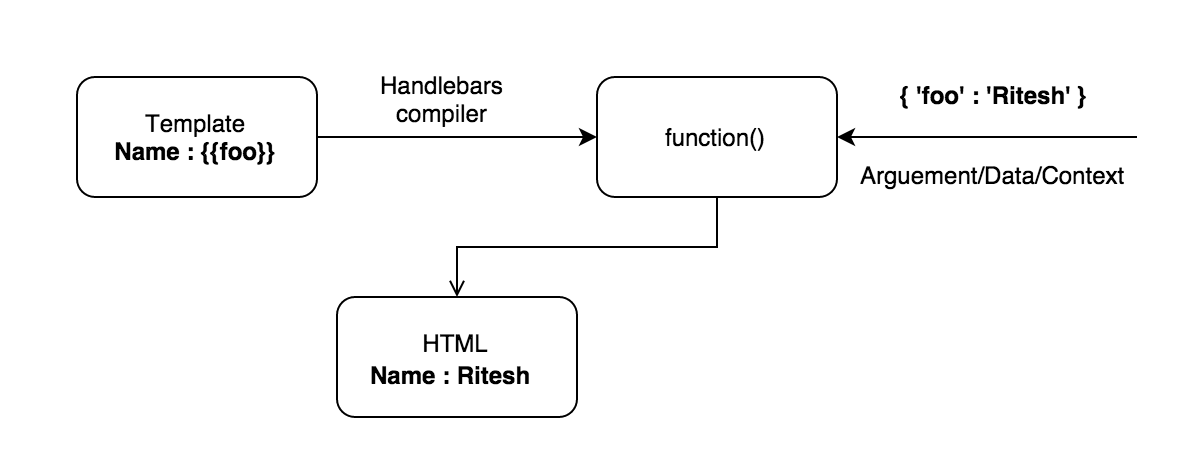 Template
Name : {{foo}}
Handlebars
compiler
function()
{ 'foo' : 'Ritesh' }
Arguement/Data/Context
HTML
Name : Ritesh